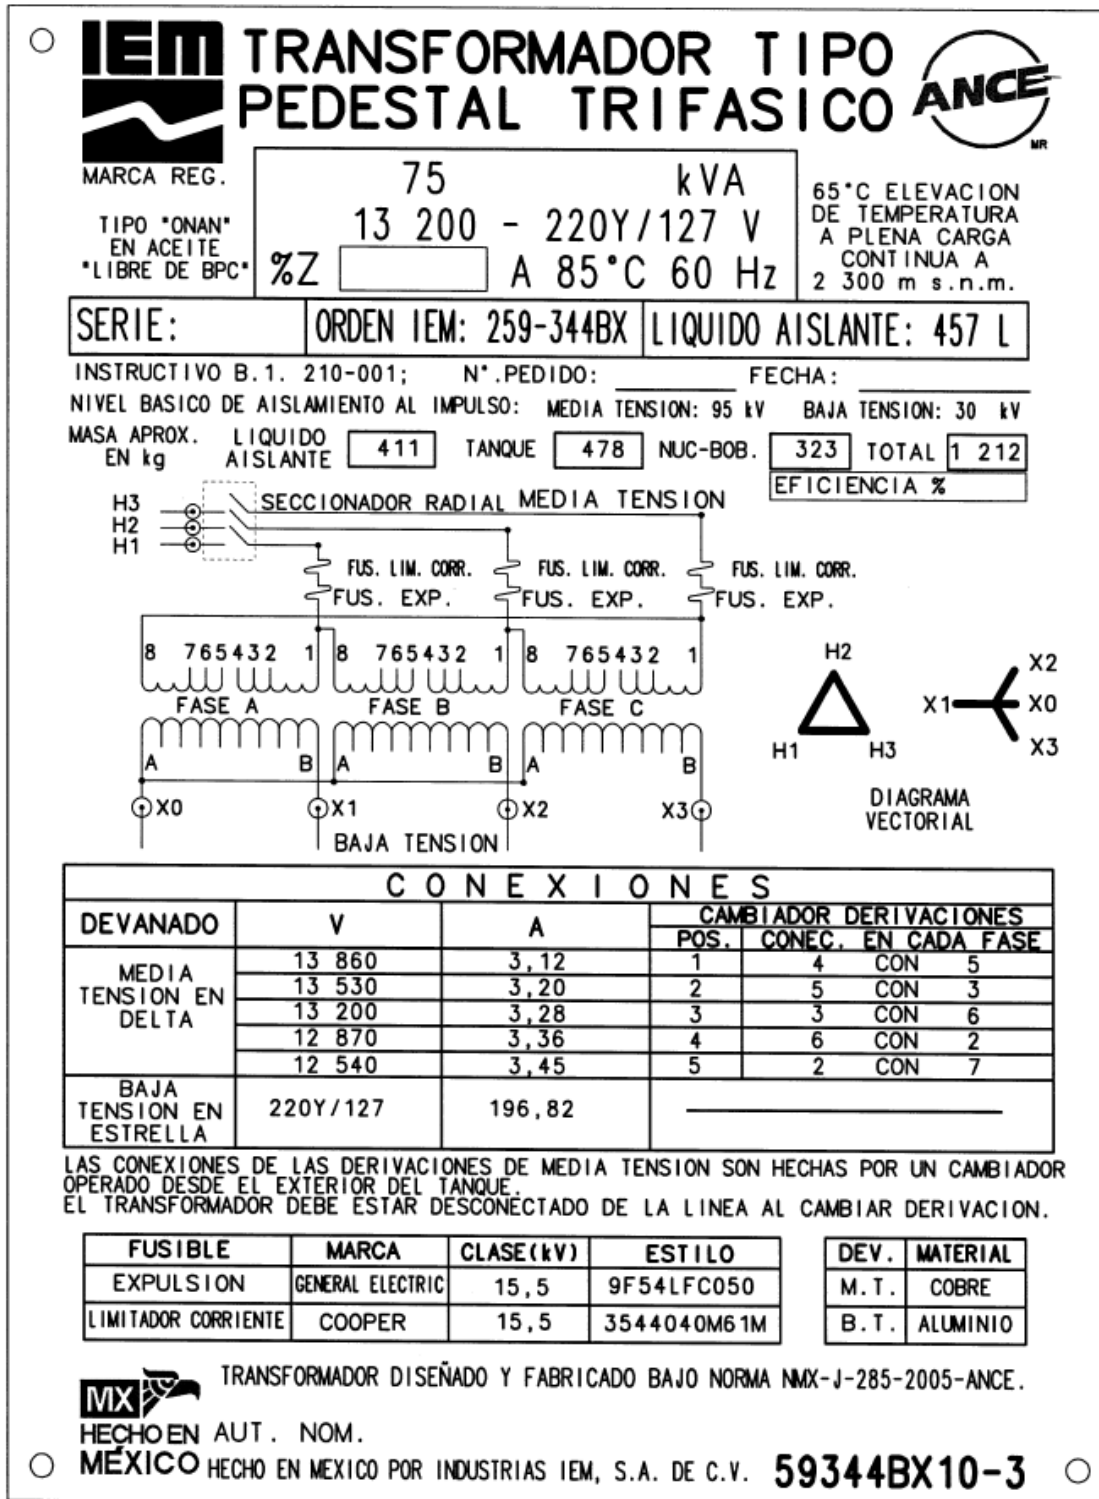 IEM TRANSFORMADOR TIPO
PEDESTAL TRIFASICO
ANCE
MR
MARCA REG.
TIPO "ONAN"
EN ACEITE
"LIBRE DE BPC"
75 kVA
13 200 - 220Y/127 V
%Z A 85°C 60 Hz
65°C ELEVACION
DE TEMPERATURA
A PLENA CARGA
CONTINUA A
2 300 m s.n.m.
SERIE: ORDEN IEM: 259-344BX LIQUIDO AISLANTE: 457 L
INSTRUCTIVO B.1. 210-001; N°.PEDIDO: FECHA:
NIVEL BASICO DE AISLAMIENTO AL IMPULSO: MEDIA TENSION: 95 kV BAJA TENSION: 30 kV
MASA APROX. EN kg LIQUIDO AISLANTE 411 TANQUE 478 NUC-BOB. 323 TOTAL 1 212
EFICIENCIA %
SECCIONADOR RADIAL MEDIA TENSION
H3
H2
H1
FUS. LIM. CORR. FUS. LIM. CORR. FUS. LIM. CORR.
FUS. EXP. FUS. EXP. FUS. EXP.
8 765432 1 8 765432 1 8 765432 1
FASE A FASE B FASE C
A B A B A B
X0 X1 X2 X3
BAJA TENSION
H2
H1 H3
X2
X1 X0
X3
DIAGRAMA
VECTORIAL
CONEXIONES
DEVANADO V A CAMBIADOR DERIVACIONES
POS. CONEC. EN CADA FASE
MEDIA TENSION EN DELTA
13 860 3,12 1 4 CON 5
13 530 3,20 2 5 CON 3
13 200 3,28 3 3 CON 6
12 870 3,36 4 6 CON 2
12 540 3,45 5 2 CON 7
BAJA TENSION EN ESTRELLA 220Y/127 196,82
LAS CONEXIONES DE LAS DERIVACIONES DE MEDIA TENSION SON HECHAS POR UN CAMBIADOR
OPERADO DESDE EL EXTERIOR DEL TANQUE.
EL TRANSFORMADOR DEBE ESTAR DESCONECTADO DE LA LINEA AL CAMBIAR DERIVACION.
FUSIBLE MARCA CLASE(kV) ESTILO
EXPULSION GENERAL ELECTRIC 15,5 9F54LFC050
LIMITADOR CORRIENTE COOPER 15,5 3544040M61M
DEV. MATERIAL
M.T. COBRE
B.T. ALUMINIO
TRANSFORMADOR DISEÑADO Y FABRICADO BAJO NORMA NMX-J-285-2005-ANCE.
MX
HECHO EN
MÉXICO
AUT. NOM.
HECHO EN MEXICO POR INDUSTRIAS IEM, S.A. DE C.V. 59344BX10-3